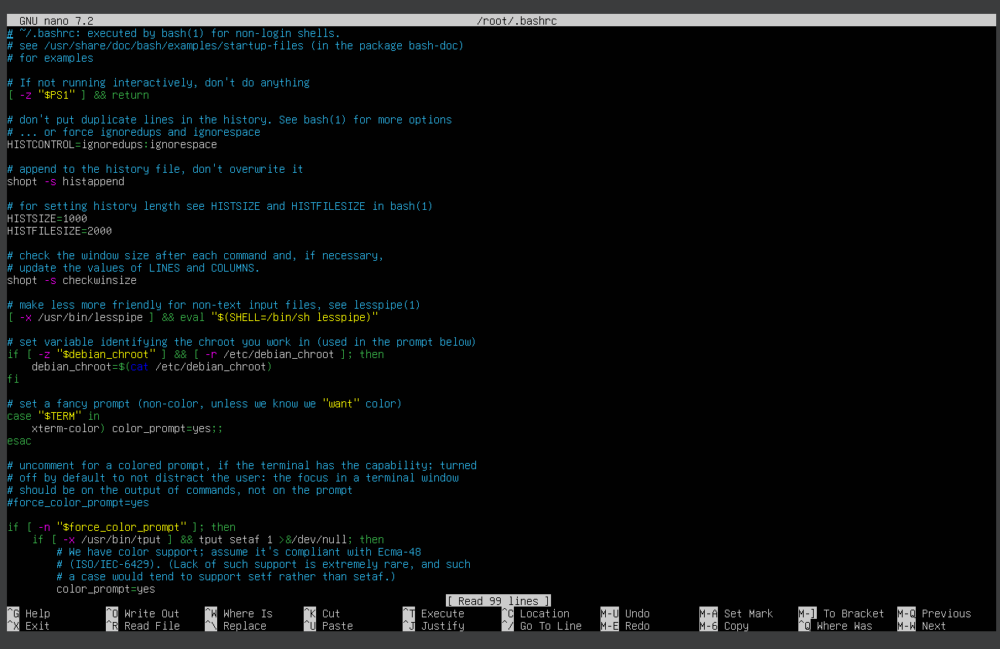 GNU nano 7.2 /root/.bashrc
# ~/.bashrc: executed by bash(1) for non-login shells.
# see /usr/share/doc/bash/examples/startup-files (in the package bash-doc)
# for examples

# If not running interactively, don't do anything
[ -z "$PS1" ] && return

# don't put duplicate lines in the history. See bash(1) for more options
# ... or force ignoredups and ignorespace
HISTCONTROL=ignoredups:ignorespace

# append to the history file, don't overwrite it
shopt -s histappend

# for setting history length see HISTSIZE and HISTFILESIZE in bash(1)
HISTSIZE=1000
HISTFILESIZE=2000

# check the window size after each command and, if necessary,
# update the values of LINES and COLUMNS.
shopt -s checkwinsize

# make less more friendly for non-text input files, see lesspipe(1)
[ -x /usr/bin/lesspipe ] && eval "$(SHELL=/bin/sh lesspipe)"

# set variable identifying the chroot you work in (used in the prompt below)
if [ -z "$debian_chroot" ] && [ -r /etc/debian_chroot ]; then
    debian_chroot=$(cat /etc/debian_chroot)
fi

# set a fancy prompt (non-color, unless we know we "want" color)
case "$TERM" in
    xterm-color) color_prompt=yes;;
esac

# uncomment for a colored prompt, if the terminal has the capability; turned
# off by default to not distract the user: the focus in a terminal window
# should be on the output of commands, not on the prompt
#force_color_prompt=yes

if [ -n "$force_color_prompt" ]; then
    if [ -x /usr/bin/tput ] && tput setaf 1 >&/dev/null; then
        # We have color support; assume it's compliant with Ecma-48
        # (ISO/IEC-6429). (Lack of such support is extremely rare, and such
        # a case would tend to support setf rather than setaf.)
        color_prompt=yes
[ Read 99 lines ]
^G Help ^O Write Out ^W Where Is ^K Cut ^T Execute ^C Location M-U Undo M-A Set Mark M-] To Bracket M-Q Previous
^X Exit ^R Read File ^\ Replace ^U Paste ^J Justify ^/ Go To Line M-E Redo M-6 Copy ^Q Where Was M-W Next